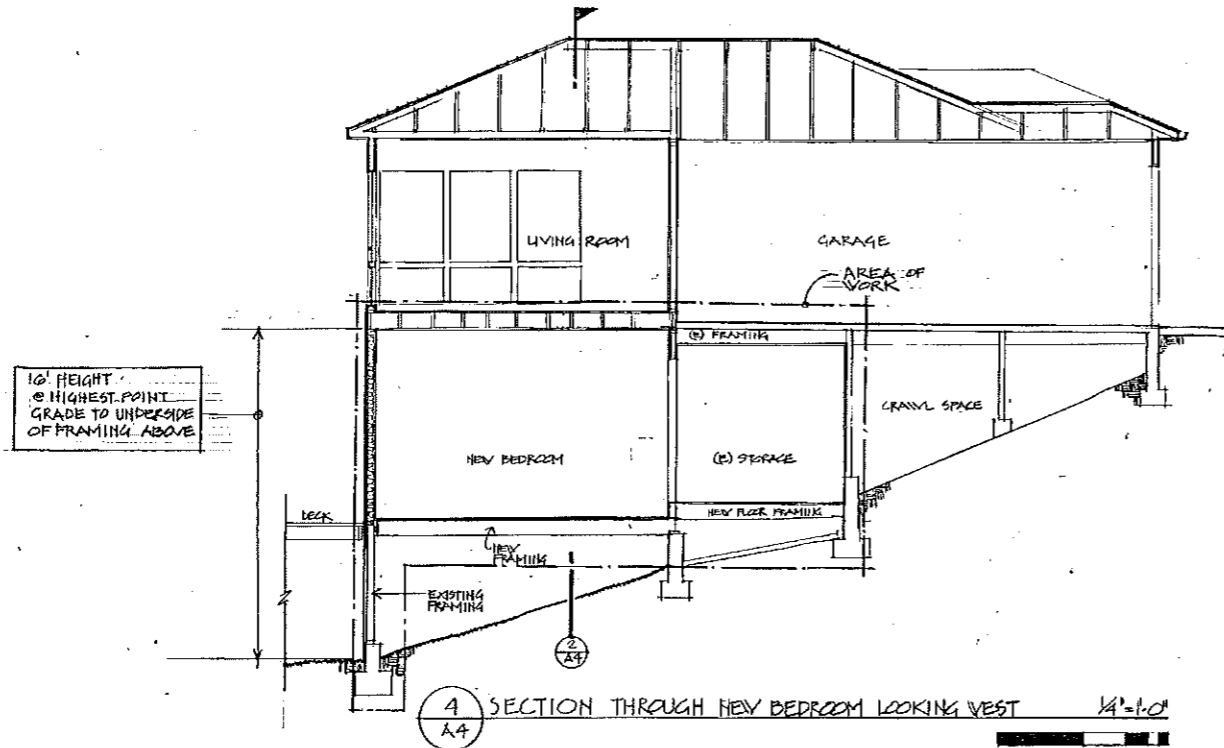 LIVING ROOM
GARAGE
AREA OF
WORK
(E) FRAMING
16' HEIGHT
@ HIGHEST POINT
GRADE TO UNDERSIDE
OF FRAMING ABOVE
CRAWL SPACE
NEW BEDROOM
(E) STORAGE
DECK
NEW FLOOR FRAMING
NEW
FRAMING
EXISTING
FRAMING
2
A4
4
A4
SECTION THROUGH NEW BEDROOM LOOKING WEST
1/4"=1'-0"